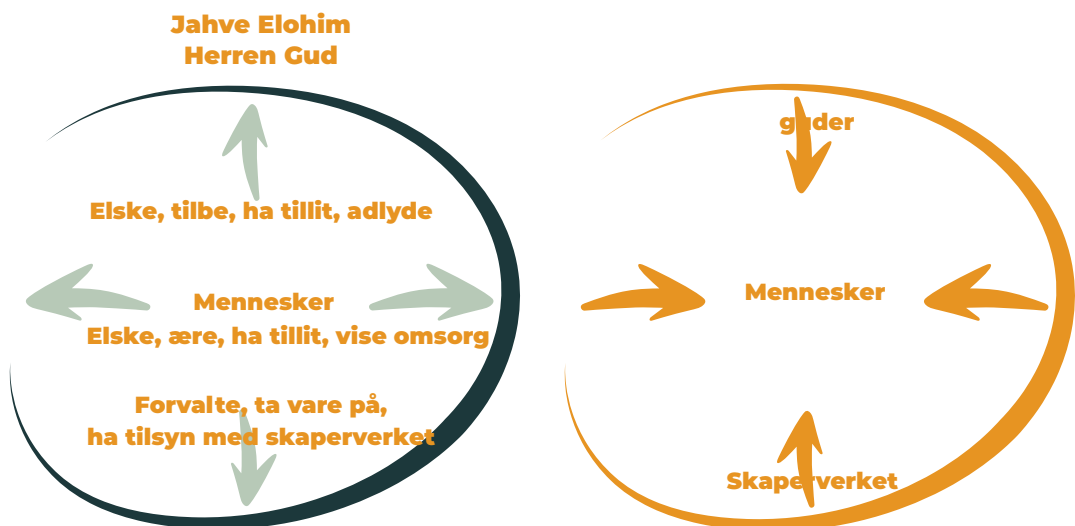 Jahve Elohim
Herren Gud
Elske, tilbe, ha tillit, adlyde
Mennesker
Elske, ære, ha tillit, vise omsorg
Forvalte, ta vare på,
ha tilsyn med skaperverket
guder
Mennesker
Skaperverket